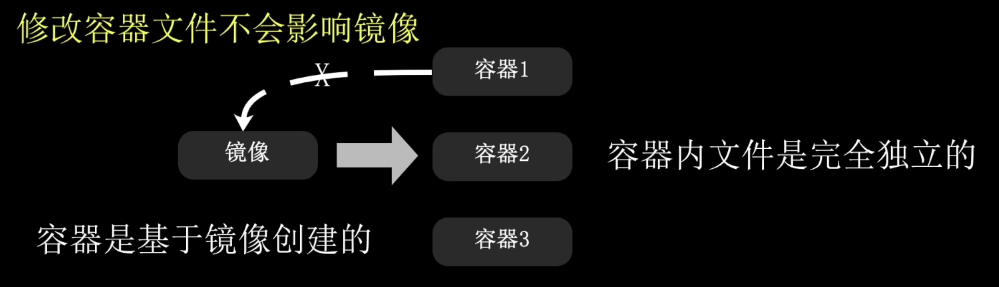 修改容器文件不会影响镜像
容器1
X
镜像
容器2
容器内文件是完全独立的
容器是基于镜像创建的
容器3